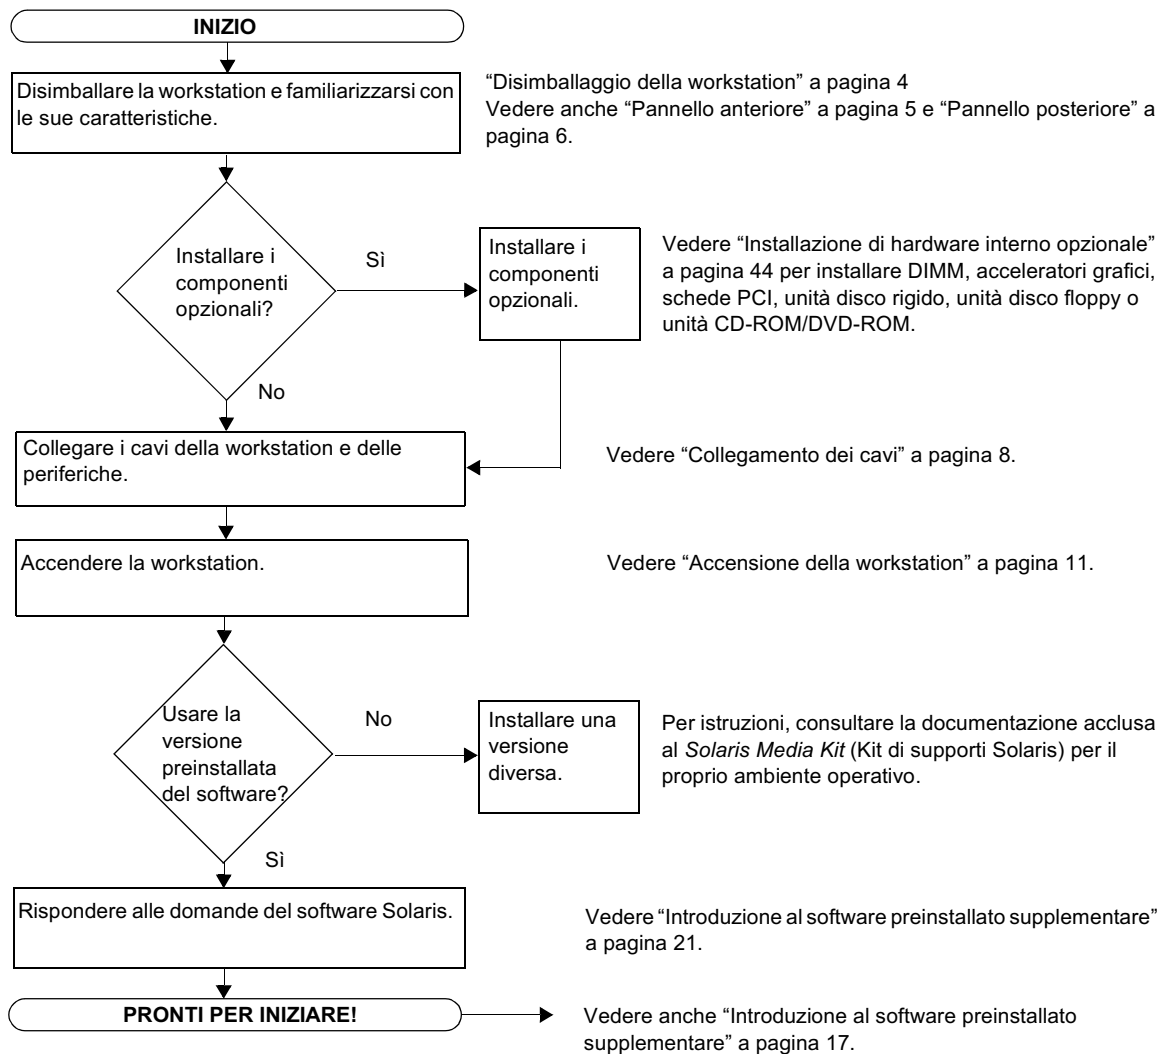 INIZIO
Disimballare la workstation e familiarizzarsi con
le sue caratteristiche.
“Disimballaggio della workstation” a pagina 4
Vedere anche “Pannello anteriore” a pagina 5 e “Pannello posteriore” a
pagina 6.
Installare i
componenti
opzionali?
Sì
Installare i
componenti
opzionali.
Vedere “Installazione di hardware interno opzionale”
a pagina 44 per installare DIMM, acceleratori grafici,
schede PCI, unità disco rigido, unità disco floppy o
unità CD-ROM/DVD-ROM.
No
Collegare i cavi della workstation e delle
periferiche.
Vedere “Collegamento dei cavi” a pagina 8.
Accendere la workstation.
Vedere “Accensione della workstation” a pagina 11.
Usare la
versione
preinstallata
del software?
No
Installare una
versione
diversa.
Per istruzioni, consultare la documentazione acclusa
al Solaris Media Kit (Kit di supporti Solaris) per il
proprio ambiente operativo.
Sì
Rispondere alle domande del software Solaris.
Vedere “Introduzione al software preinstallato supplementare”
a pagina 21.
PRONTI PER INIZIARE!
Vedere anche “Introduzione al software preinstallato
supplementare” a pagina 17.